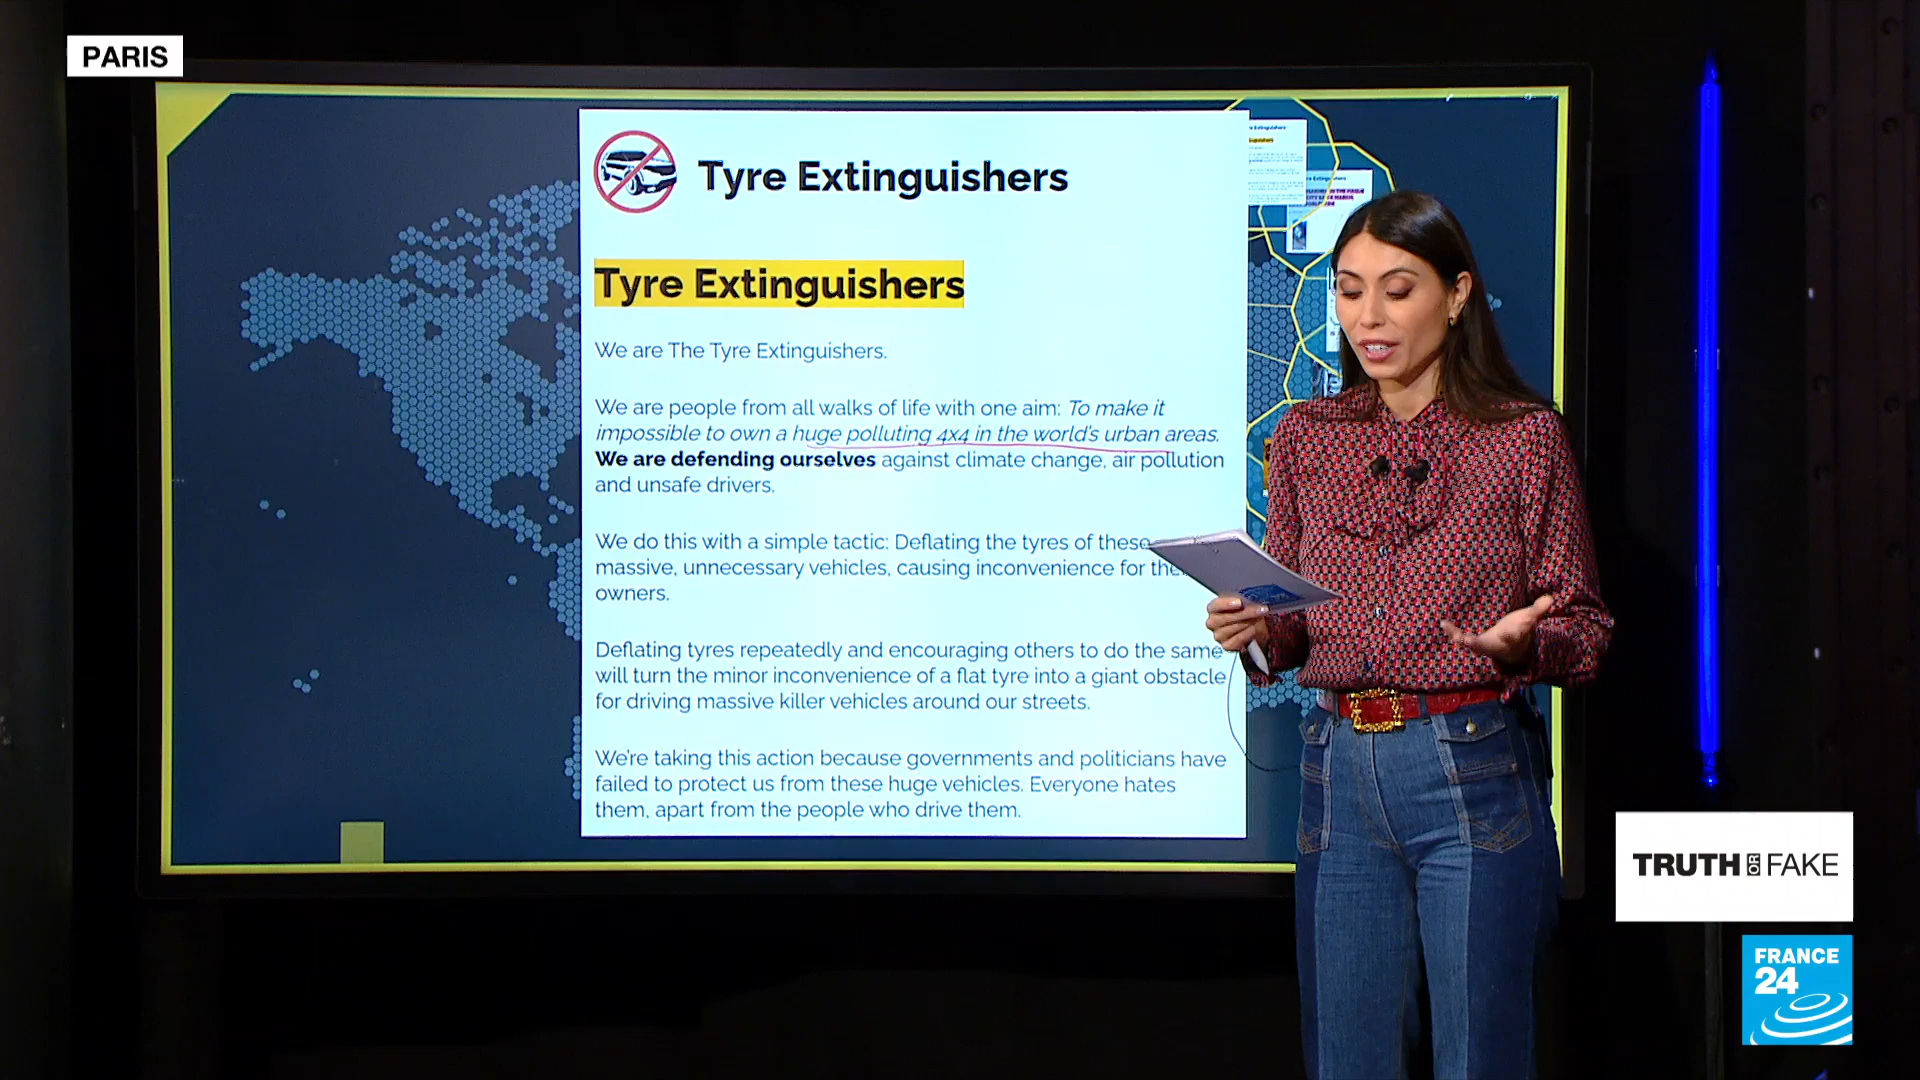 PARIS
Tyre Extinguishers
Tyre Extinguishers
We are The Tyre Extinguishers.
We are people from all walks of life with one aim: To make it
impossible to own a huge polluting 4x4 in the world's urban areas.
We are defending ourselves against climate change, air pollution
and unsafe drivers.
We do this with a simple tactic: Deflating the tyres of these
massive, unnecessary vehicles, causing inconvenience for
owners.
Deflating tyres repeatedly and encouraging others to do the same
will turn the minor inconvenience of a flat tyre into a giant obstacle
for driving massive killer vehicles around our streets.
We're taking this action because governments and politicians have
failed to protect us from these huge vehicles. Everyone hates
them, apart from the people who drive them.
TRUTH OR FAKE
FRANCE
24